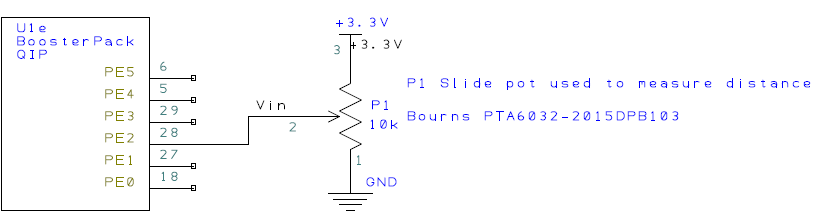 U1e
BoosterPack
QIP
PE5 6
PE4 5
PE3 29
PE2 28
PE1 27
PE0 18
Vin
2
+3.3V
3 +3.3V
P1
10k
1
GND
P1 Slide pot used to measure distance
Bourns PTA6032-2015DPB103